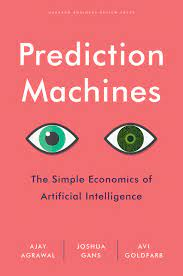 HARVARD BUSINESS REVIEW PRESS
Prediction
Machines
The Simple Economics of
Artificial Intelligence
AJAY
AGRAWAL
JOSHUA
GANS
AVI
GOLDFARB